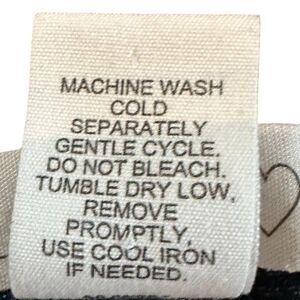 MACHINE WASH
COLD
SEPARATELY
GENTLE CYCLE.
DO NOT BLEACH.
TUMBLE DRY LOW,
REMOVE
PROMPTLY,
USE COOL IRON
IF NEEDED.